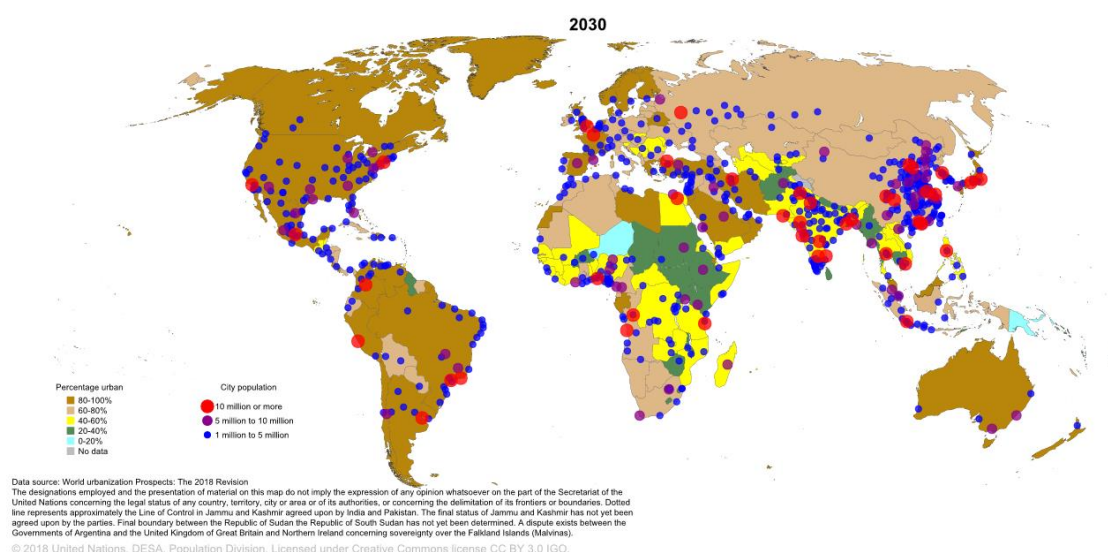 2030
Percentage urban
80-100%
60-80%
40-60%
20-40%
0-20%
No data
City population
10 million or more
5 million to 10 million
1 million to 5 million
Data source: World urbanization Prospects: The 2018 Revision
The designations employed and the presentation of material on this map do not imply the expression of any opinion whatsoever on the part of the Secretariat of the
United Nations concerning the legal status of any country, territory, city or area or of its authorities, or concerning the delimitation of its frontiers or boundaries. Dotted
line represents approximately the Line of Control in Jammu and Kashmir agreed upon by India and Pakistan. The final status of Jammu and Kashmir has not yet been
agreed upon by the parties. Final boundary between the Republic of Sudan the Republic of South Sudan has not yet been determined. A dispute exists between the
Governments of Argentina and the United Kingdom of Great Britain and Northern Ireland concerning sovereignty over the Falkland Islands (Malvinas).
© 2018 United Nations, DESA, Population Division. Licensed under Creative Commons license CC BY 3.0 IGO.